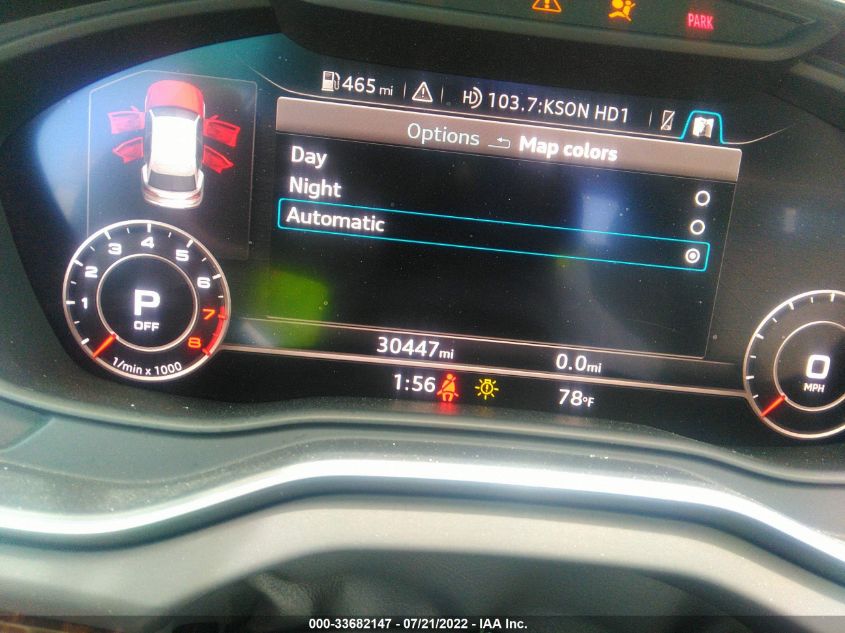 PARK
465 mi
HD 103.7:KSON HD1
Options Map colors
Day
Night
Automatic
1 2 3 4 5 6 7 8
P
OFF
1/min x 1000
0
MPH
30447 mi 0.0 mi
1:56 78°F
000-33682147 - 07/21/2022 - IAA Inc.